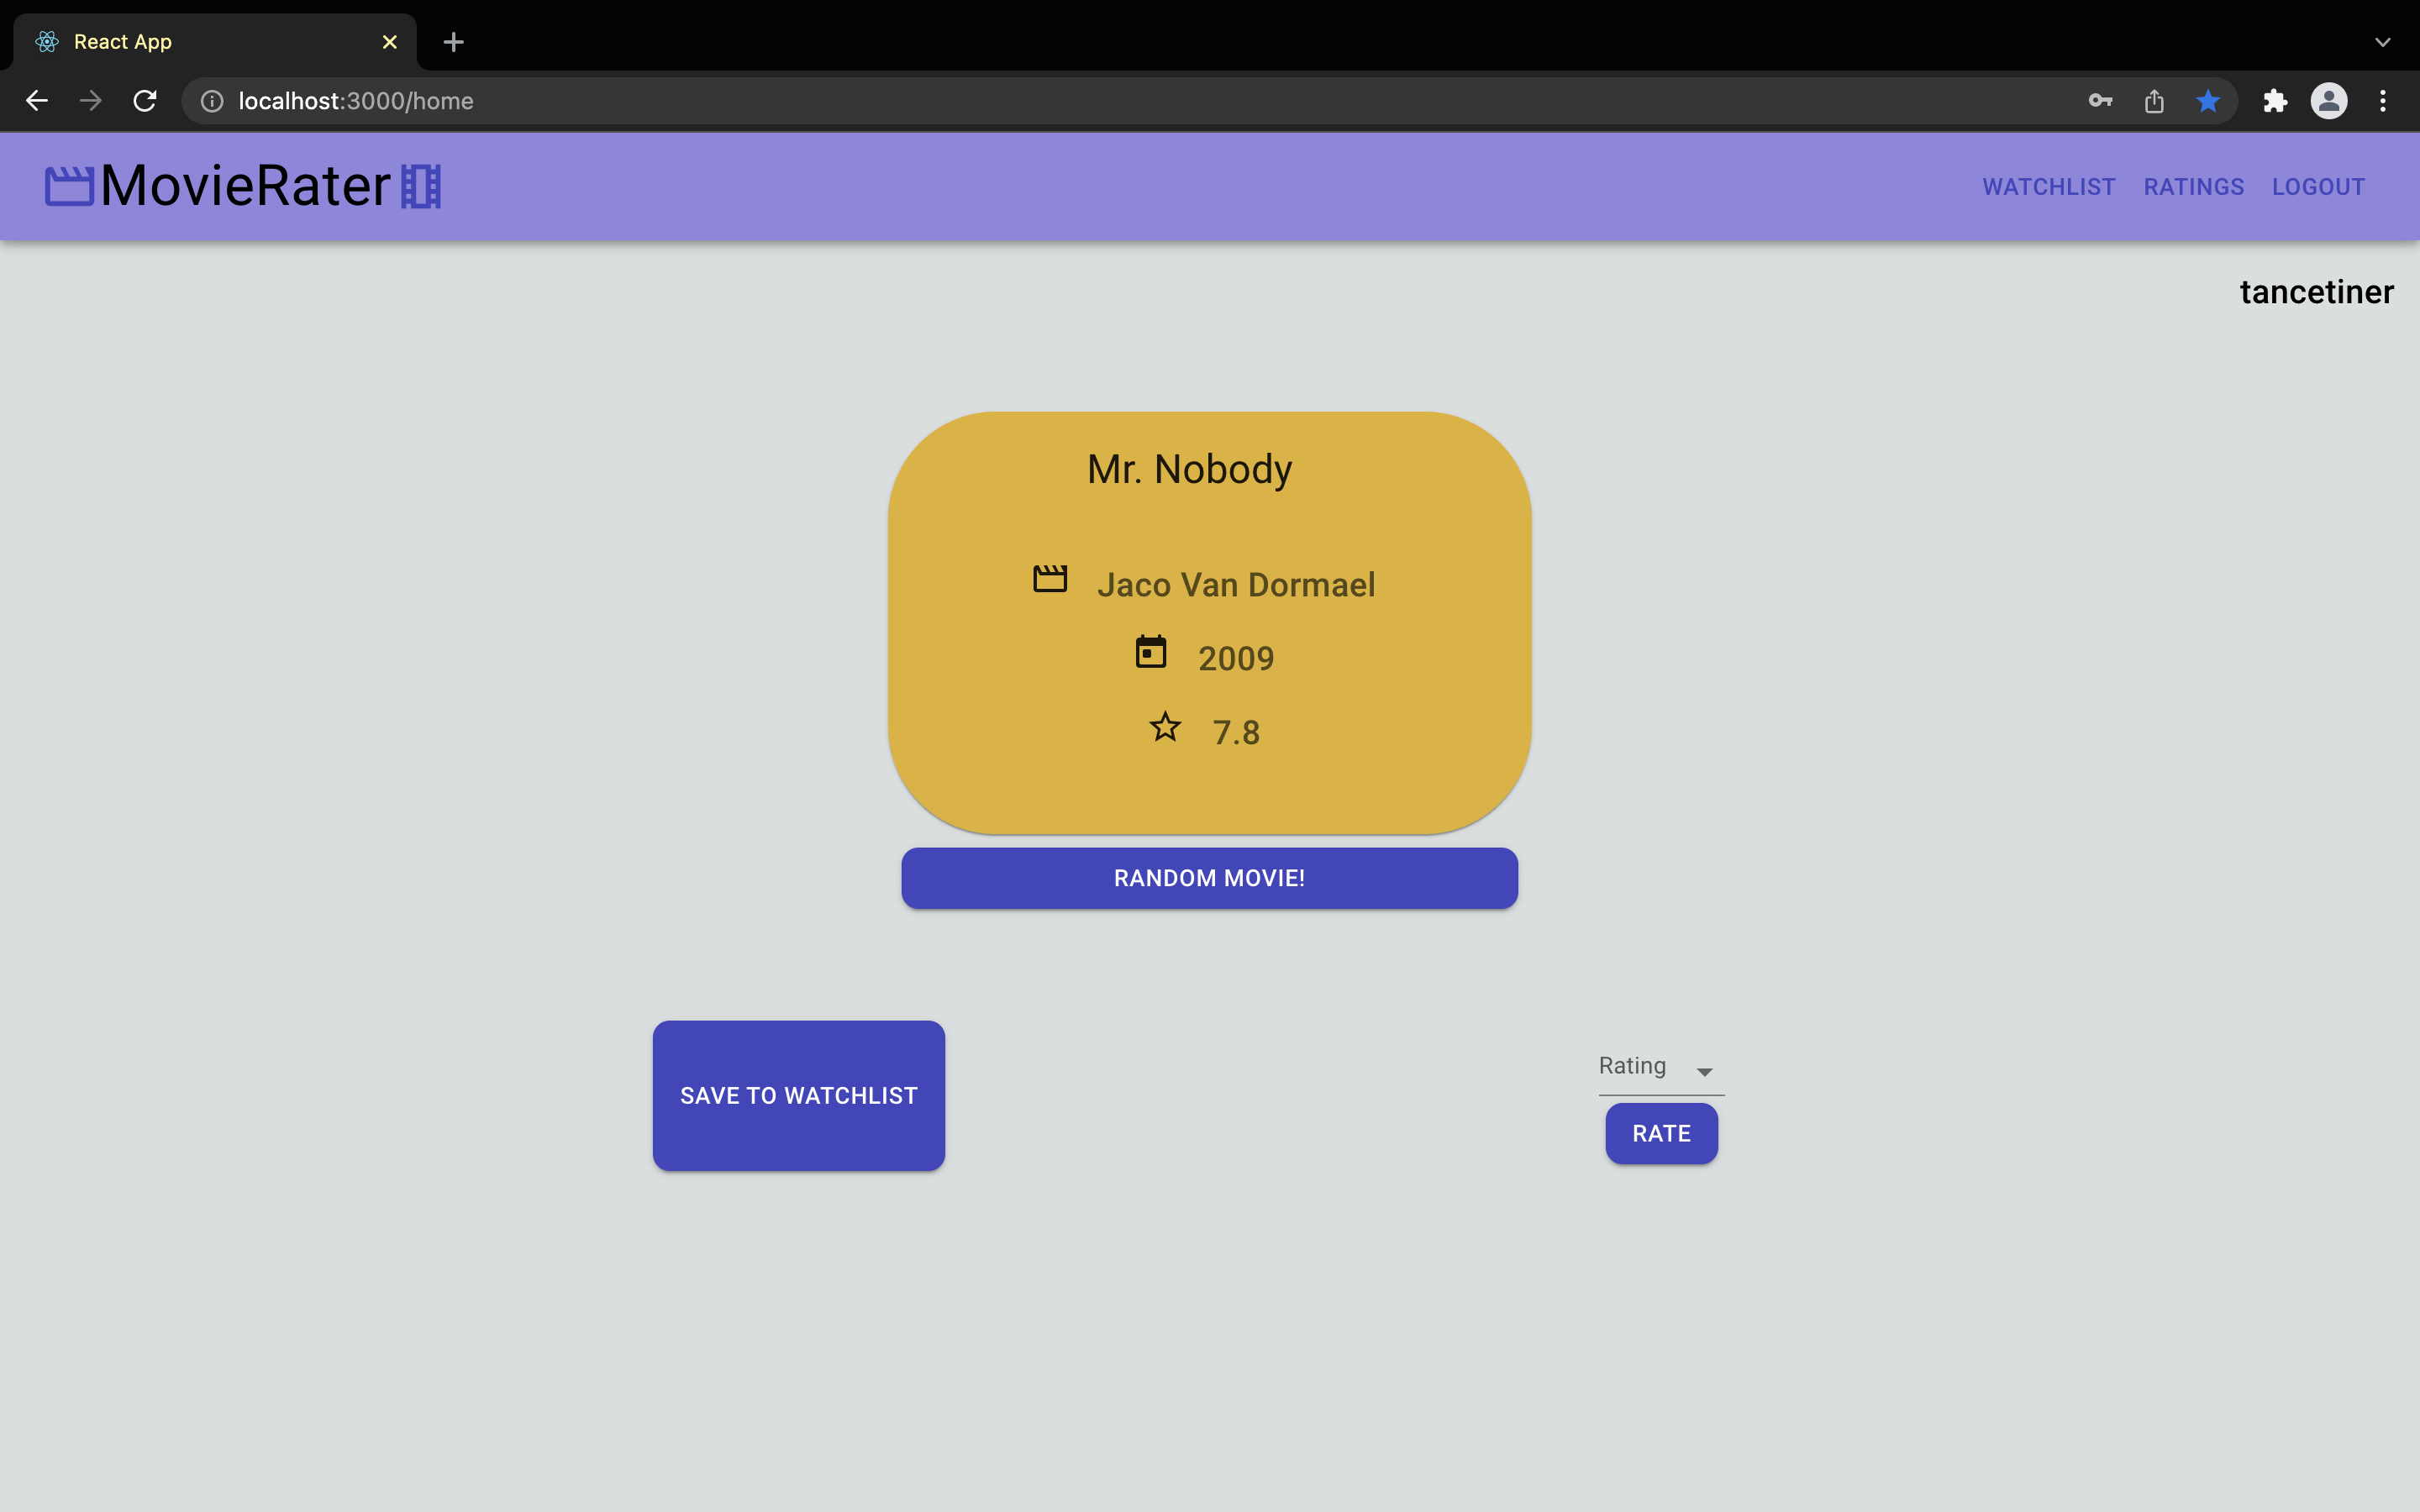 React App
localhost:3000/home
MovieRater
WATCHLIST RATINGS LOGOUT
tancetiner
Mr. Nobody
Jaco Van Dormael
2009
7.8
RANDOM MOVIE!
SAVE TO WATCHLIST
Rating
RATE